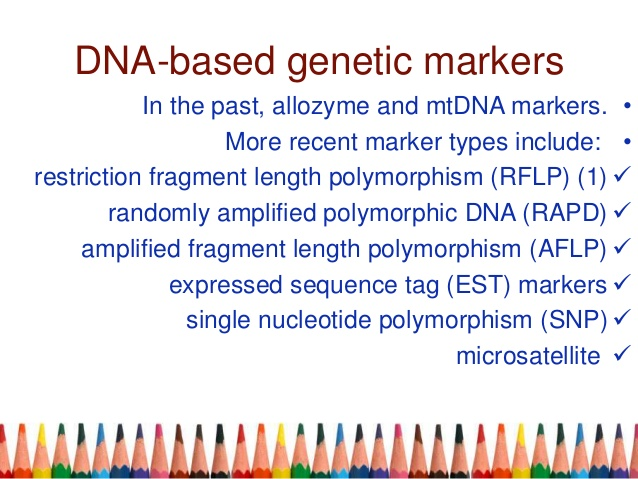 DNA-based genetic markers
In the past, allozyme and mtDNA markers. •
More recent marker types include: •
restriction fragment length polymorphism (RFLP) (1) ✓
randomly amplified polymorphic DNA (RAPD) ✓
amplified fragment length polymorphism (AFLP) ✓
expressed sequence tag (EST) markers ✓
single nucleotide polymorphism (SNP) ✓
microsatellite ✓